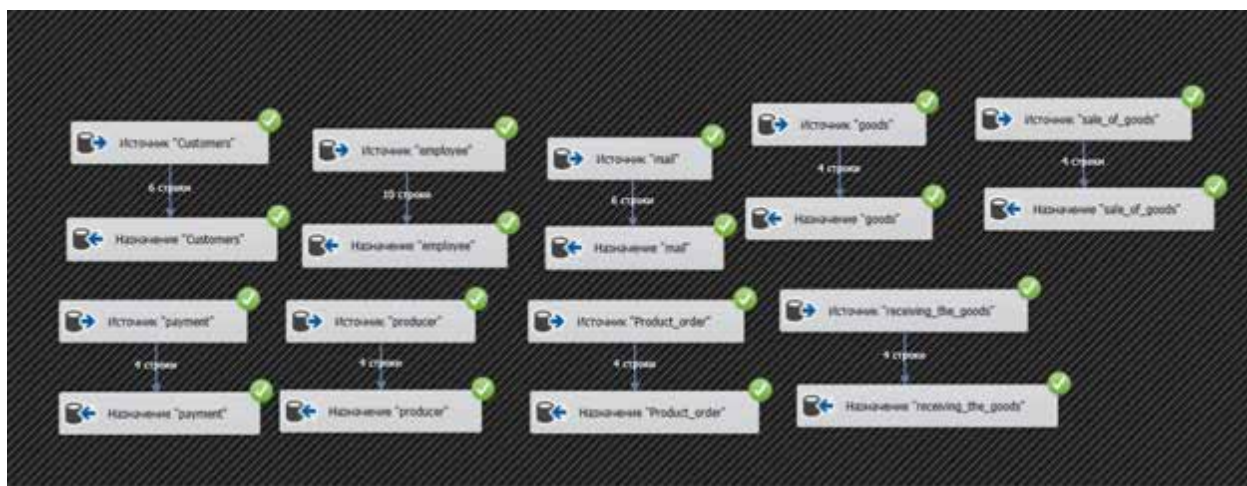 Источник "Customers"
6 строки
Назначение "Customers"
Источник "employee"
10 строки
Назначение "employee"
Источник "mail"
6 строки
Назначение "mail"
Источник "goods"
4 строки
Назначение "goods"
Источник "sale_of_goods"
4 строки
Назначение "sale_of_goods"
Источник "payment"
4 строки
Назначение "payment"
Источник "producer"
4 строки
Назначение "producer"
Источник "Product_order"
4 строки
Назначение "Product_order"
Источник "receiving_the_goods"
4 строки
Назначение "receiving_the_goods"